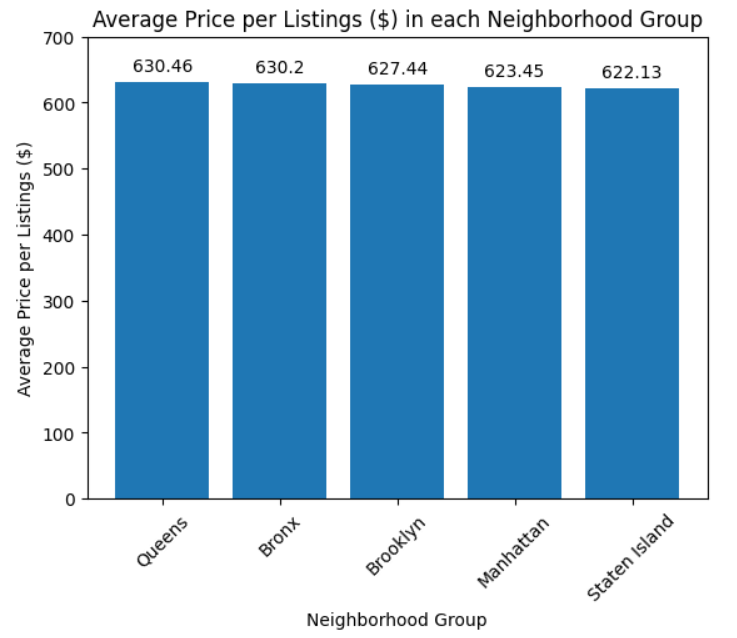 Average Price per Listings ($) in each Neighborhood Group
700
600
500
400
300
200
100
0
Average Price per Listings ($)
630.46
630.2
627.44
623.45
622.13
Queens
Bronx
Brooklyn
Manhattan
Staten Island
Neighborhood Group